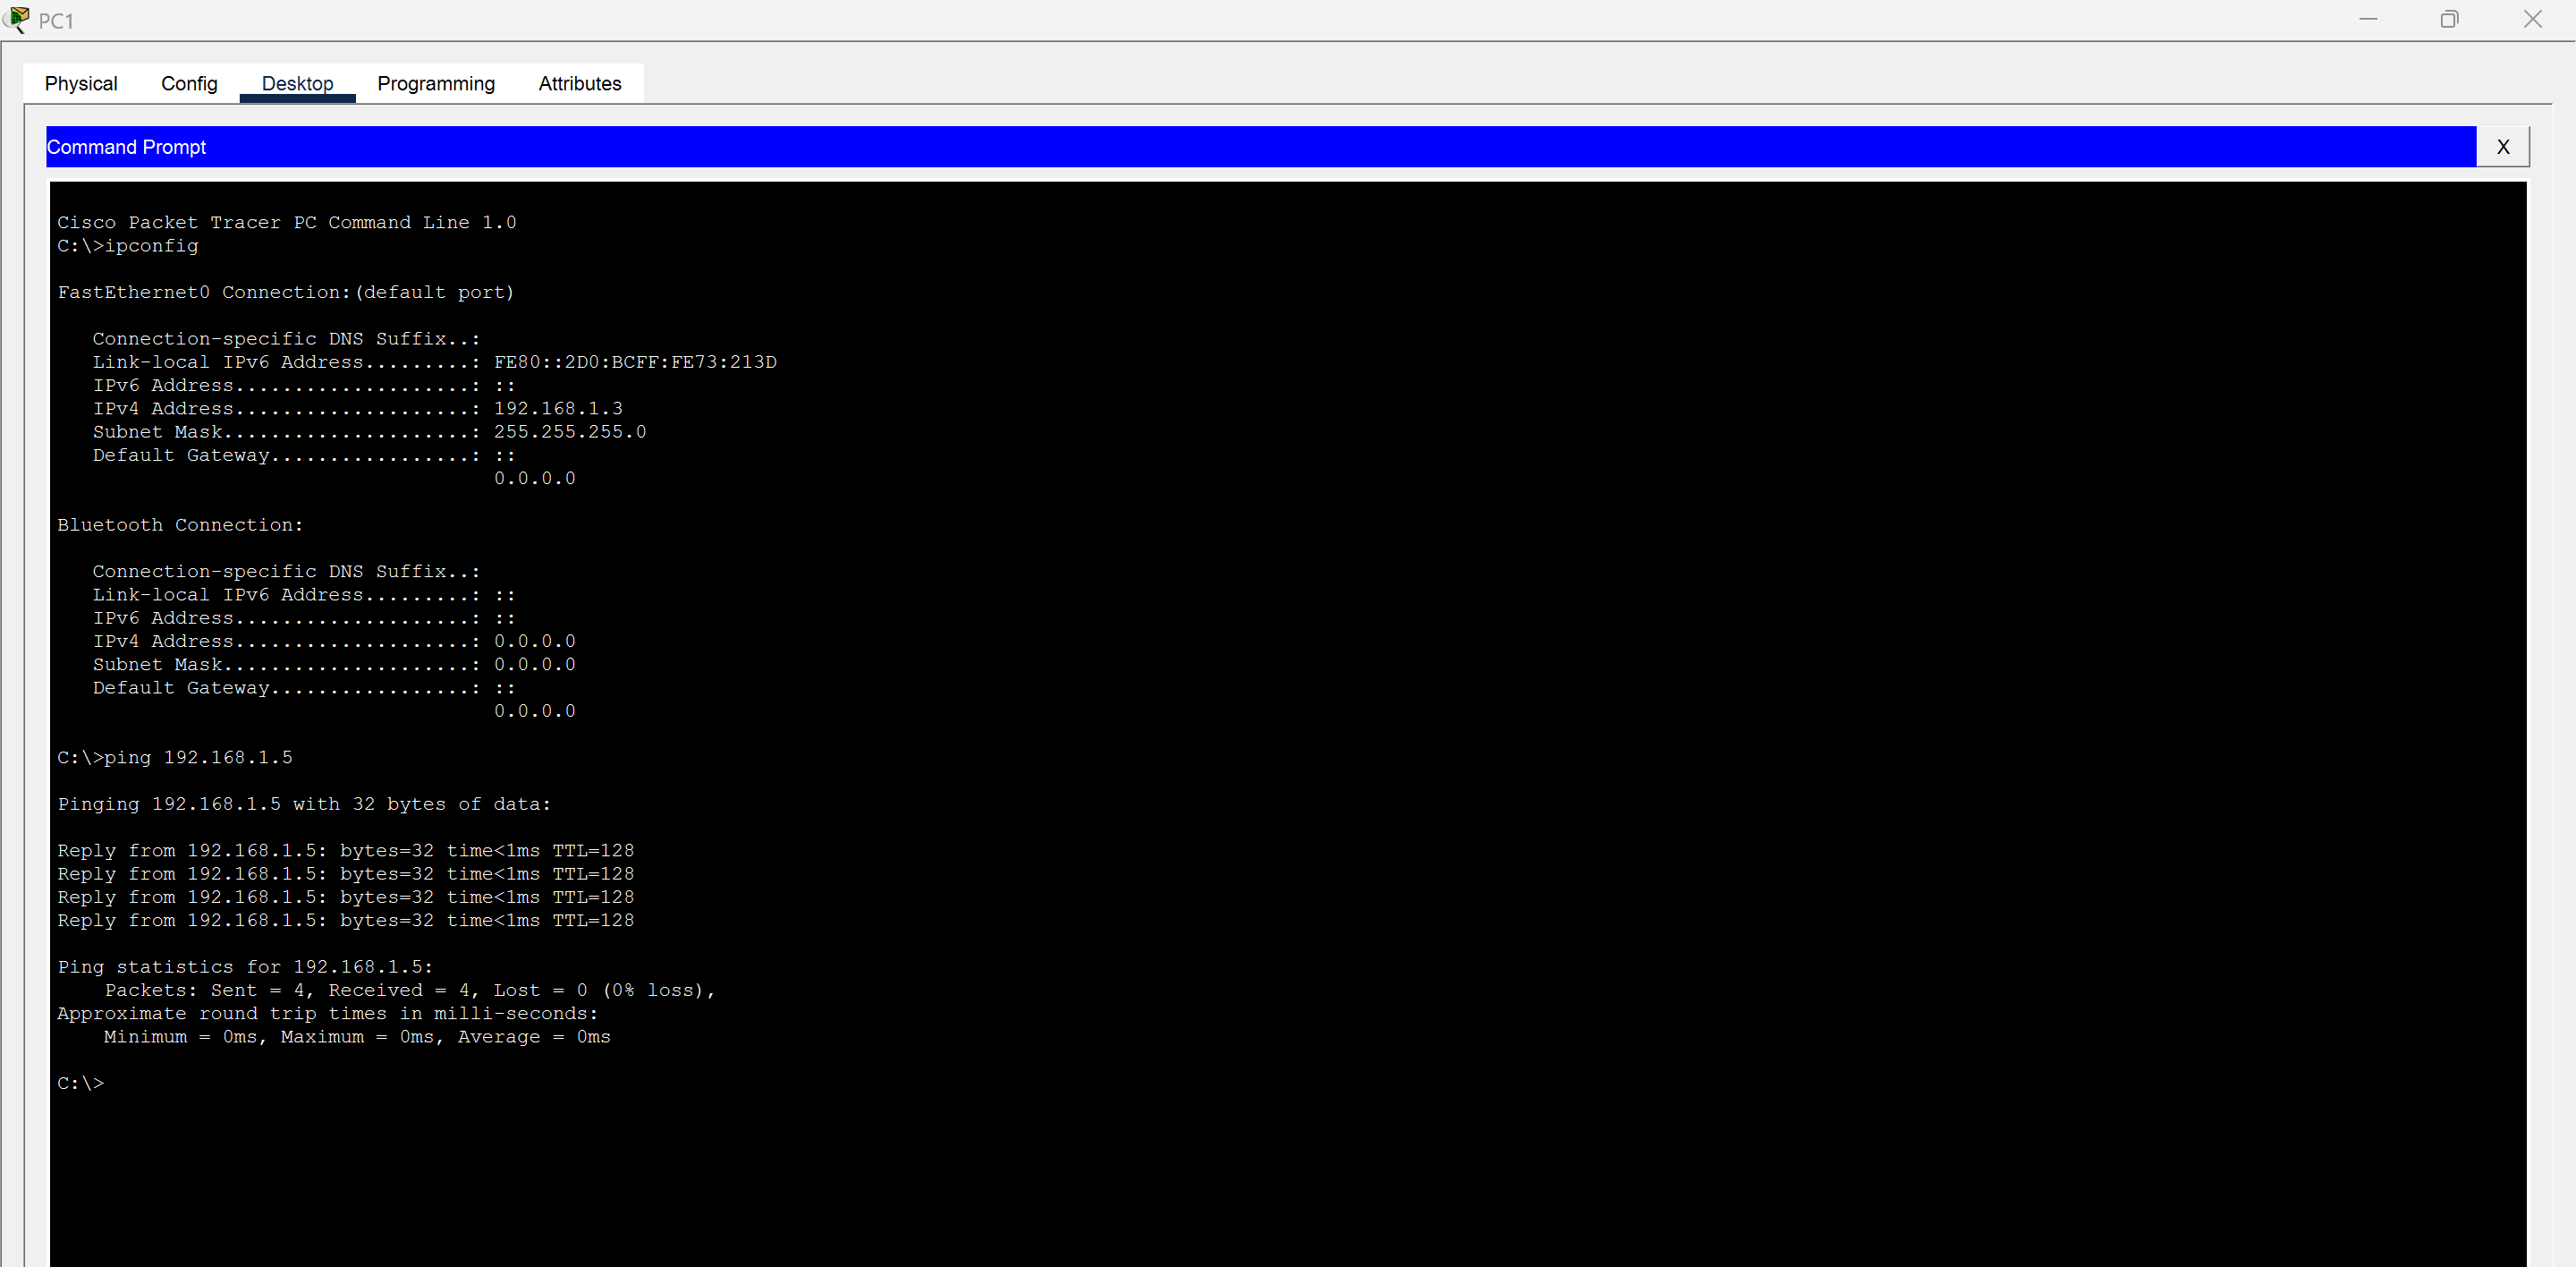 PC1
Physical Config Desktop Programming Attributes
Command Prompt X
Cisco Packet Tracer PC Command Line 1.0
C:\>ipconfig
FastEthernet0 Connection:(default port)
Connection-specific DNS Suffix..:
Link-local IPv6 Address.........: FE80::2D0:BCFF:FE73:213D
IPv6 Address....................: ::
IPv4 Address....................: 192.168.1.3
Subnet Mask.....................: 255.255.255.0
Default Gateway.................: ::
0.0.0.0
Bluetooth Connection:
Connection-specific DNS Suffix..:
Link-local IPv6 Address.........: ::
IPv6 Address....................: ::
IPv4 Address....................: 0.0.0.0
Subnet Mask.....................: 0.0.0.0
Default Gateway.................: ::
0.0.0.0
C:\>ping 192.168.1.5
Pinging 192.168.1.5 with 32 bytes of data:
Reply from 192.168.1.5: bytes=32 time<1ms TTL=128
Reply from 192.168.1.5: bytes=32 time<1ms TTL=128
Reply from 192.168.1.5: bytes=32 time<1ms TTL=128
Reply from 192.168.1.5: bytes=32 time<1ms TTL=128
Ping statistics for 192.168.1.5:
Packets: Sent = 4, Received = 4, Lost = 0 (0% loss),
Approximate round trip times in milli-seconds:
Minimum = 0ms, Maximum = 0ms, Average = 0ms
C:\>